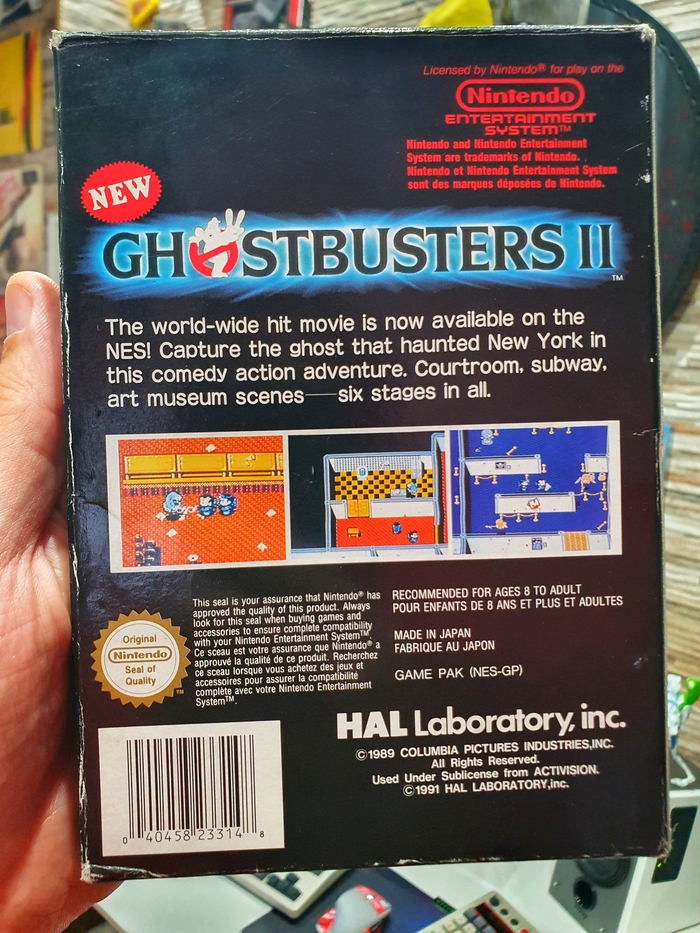 Licensed by Nintendo® for play on the
Nintendo
ENTERTAINMENT
SYSTEM™
Nintendo and Nintendo Entertainment
System are trademarks of Nintendo.
Nintendo et Nintendo Entertainment System
sont des marques déposées de Nintendo.
NEW
GHOSTBUSTERS II
™
The world-wide hit movie is now available on the
NES! Capture the ghost that haunted New York in
this comedy action adventure. Courtroom, subway,
art museum scenes—six stages in all.
This seal is your assurance that Nintendo® has
approved the quality of this product. Always
look for this seal when buying games and
accessories to ensure complete compatibility
with your Nintendo Entertainment System™.
Ce sceau est votre assurance que Nintendo® a
approuvé la qualité de ce produit. Recherchez
ce sceau lorsque vous achetez des jeux et
accessoires pour assurer la compatibilité
complète avec votre Nintendo Entertainment
System™.
Original
Nintendo
Seal of
Quality
™
RECOMMENDED FOR AGES 8 TO ADULT
POUR ENFANTS DE 8 ANS ET PLUS ET ADULTES
MADE IN JAPAN
FABRIQUE AU JAPON
GAME PAK (NES-GP)
HAL Laboratory, inc.
©1989 COLUMBIA PICTURES INDUSTRIES,INC.
All Rights Reserved.
Used Under Sublicense from ACTIVISION.
©1991 HAL LABORATORY,inc.
0 40458 23314 8